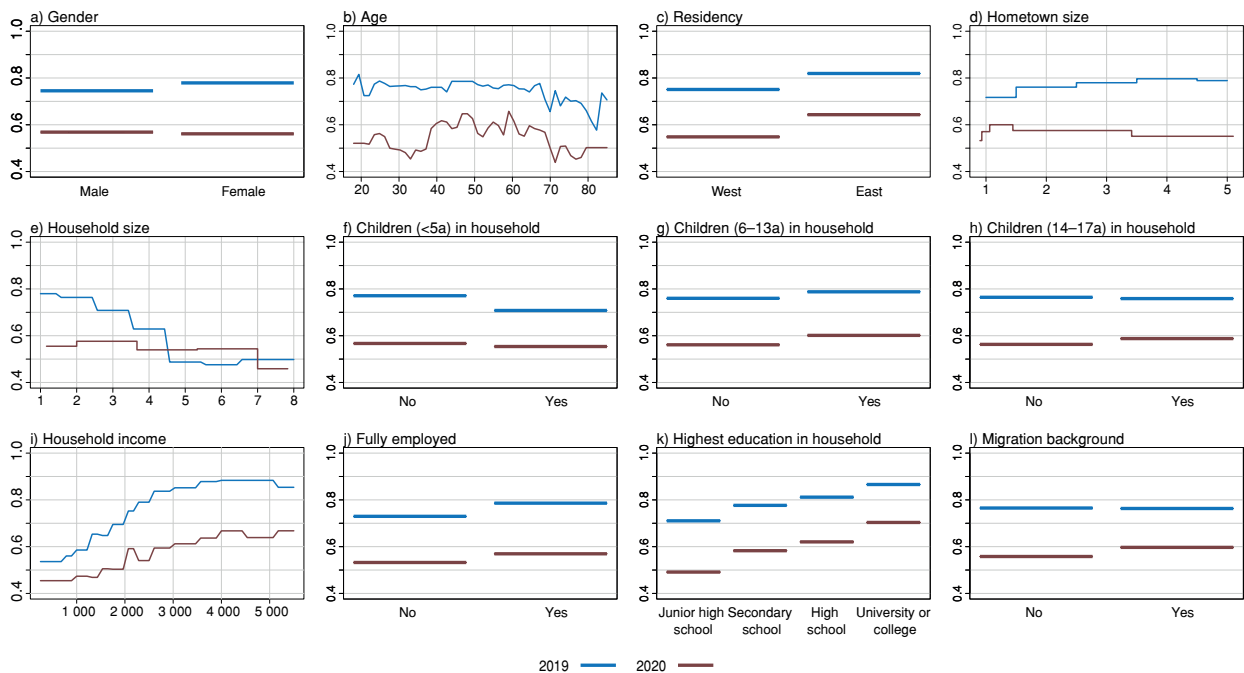 a) Gender
1.0
0.8
0.6
0.4
Male Female
b) Age
1.0
0.8
0.6
0.4
20 30 40 50 60 70 80
c) Residency
1.0
0.8
0.6
0.4
West East
d) Hometown size
1.0
0.8
0.6
0.4
1 2 3 4 5
e) Household size
1.0
0.8
0.6
0.4
1 2 3 4 5 6 7 8
f) Children (<5a) in household
1.0
0.8
0.6
0.4
No Yes
g) Children (6–13a) in household
1.0
0.8
0.6
0.4
No Yes
h) Children (14–17a) in household
1.0
0.8
0.6
0.4
No Yes
i) Household income
1.0
0.8
0.6
0.4
1 000 2 000 3 000 4 000 5 000
j) Fully employed
1.0
0.8
0.6
0.4
No Yes
k) Highest education in household
1.0
0.8
0.6
0.4
Junior high Secondary High University or
school school school college
l) Migration background
1.0
0.8
0.6
0.4
No Yes
2019 2020